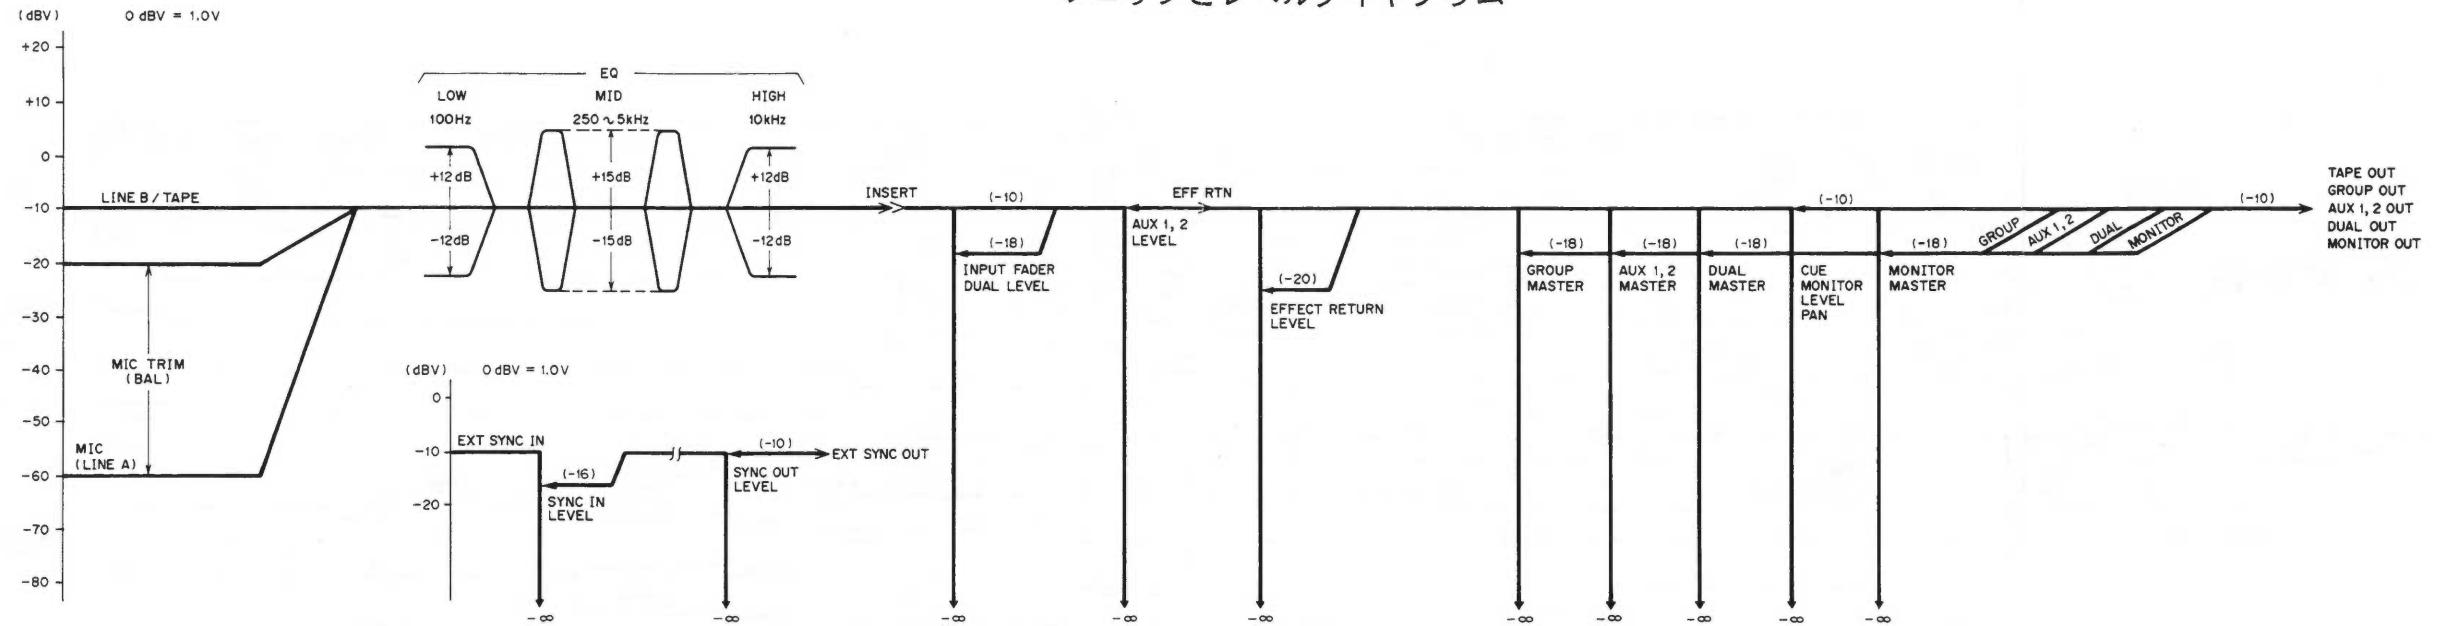 (dBV) 0 dBV = 1.0V
+20
+10
0
-10
-20
-30
-40
-50
-60
-70
-80
LINE B / TAPE
MIC TRIM
(BAL)
MIC
(LINE A)
EQ
LOW
100Hz
MID
250 ~ 5kHz
HIGH
10kHz
+12dB
-12dB
+15dB
-15dB
+12dB
-12dB
(dBV) 0 dBV = 1.0V
0
-10
-20
EXT SYNC IN
(-16)
SYNC IN
LEVEL
(-10)
EXT SYNC OUT
SYNC OUT
LEVEL
-∞
-∞
INSERT
(-10)
(-18)
INPUT FADER
DUAL LEVEL
-∞
EFF RTN
AUX 1, 2
LEVEL
-∞
(-20)
EFFECT RETURN
LEVEL
-∞
(-18)
GROUP
MASTER
-∞
(-18)
AUX 1, 2
MASTER
-∞
(-18)
DUAL
MASTER
-∞
(-10)
CUE
MONITOR
LEVEL
PAN
-∞
(-18)
MONITOR
MASTER
-∞
GROUP
AUX 1, 2
DUAL
MONITOR
(-10)
TAPE OUT
GROUP OUT
AUX 1, 2 OUT
DUAL OUT
MONITOR OUT